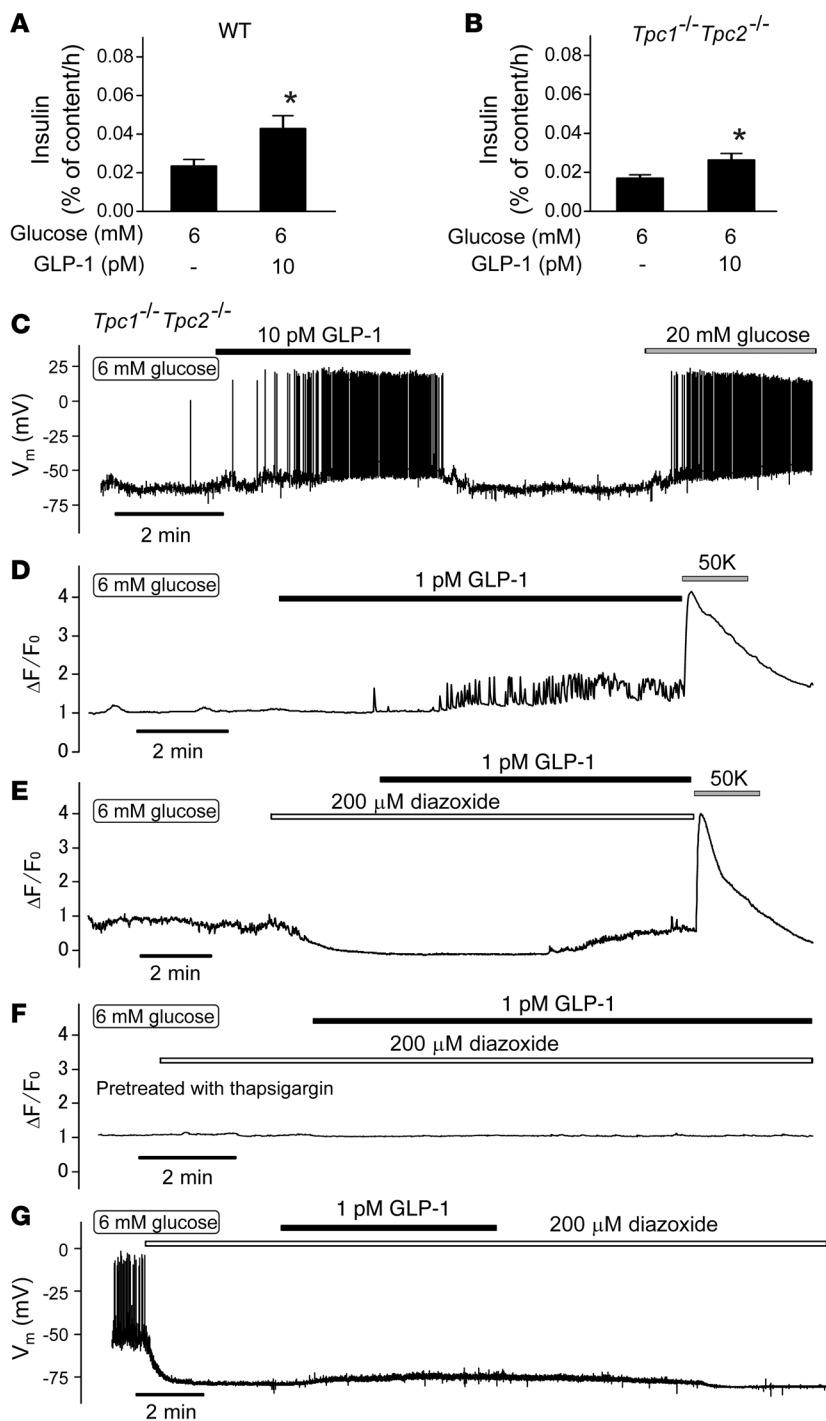 A
WT
Insulin
(% of content/h)
0.08
0.06
0.04
0.02
0.00
*
Glucose (mM) 6 6
GLP-1 (pM) - 10
B
Tpc1-/-Tpc2-/-
Insulin
(% of content/h)
0.08
0.06
0.04
0.02
0.00
*
Glucose (mM) 6 6
GLP-1 (pM) - 10
C
Tpc1-/-Tpc2-/-
10 pM GLP-1
20 mM glucose
6 mM glucose
Vm (mV)
25
0
-25
-50
-75
2 min
D
6 mM glucose
1 pM GLP-1
50K
ΔF/F0
4
3
2
1
0
2 min
E
1 pM GLP-1
50K
6 mM glucose
200 μM diazoxide
ΔF/F0
4
3
2
1
0
2 min
F
6 mM glucose
1 pM GLP-1
200 μM diazoxide
Pretreated with thapsigargin
ΔF/F0
4
3
2
1
0
2 min
G
6 mM glucose
1 pM GLP-1
200 μM diazoxide
Vm (mV)
0
-25
-50
-75
2 min